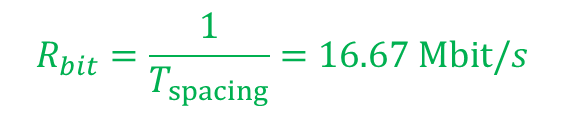 R_bit = 1/T_spacing = 16.67 Mbit/s